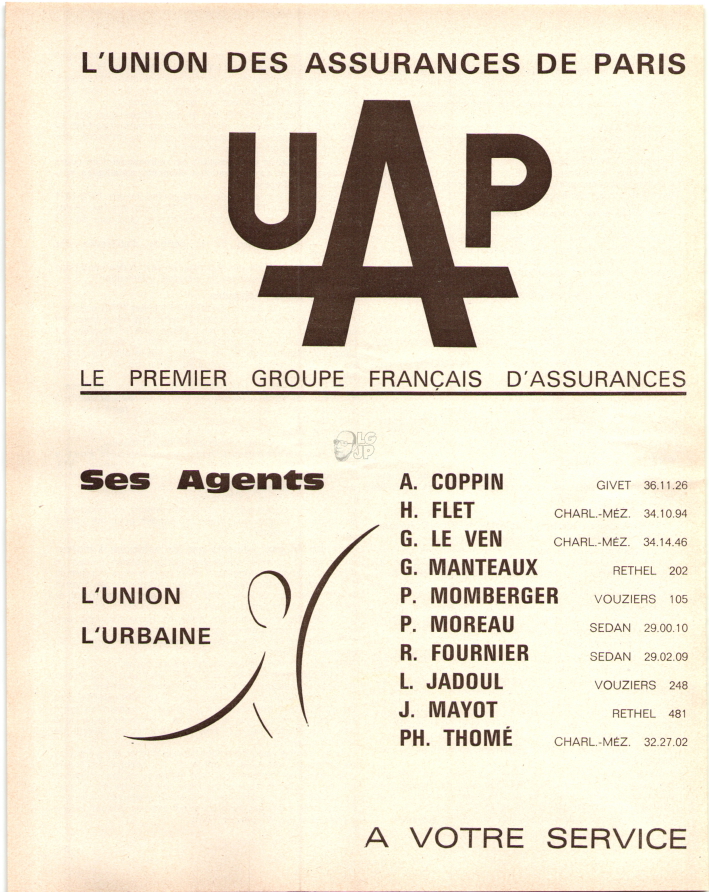 L'UNION DES ASSURANCES DE PARIS
UAP
LE PREMIER GROUPE FRANÇAIS D'ASSURANCES
LG
JP
Ses Agents
A. COPPIN GIVET 36.11.26
H. FLET CHARL.-MÉZ. 34.10.94
G. LE VEN CHARL.-MÉZ. 34.14.46
G. MANTEAUX RETHEL 202
L'UNION
P. MOMBERGER VOUZIERS 105
L'URBAINE
P. MOREAU SEDAN 29.00.10
R. FOURNIER SEDAN 29.02.09
L. JADOUL VOUZIERS 248
J. MAYOT RETHEL 481
PH. THOMÉ CHARL.-MÉZ. 32.27.02
A VOTRE SERVICE